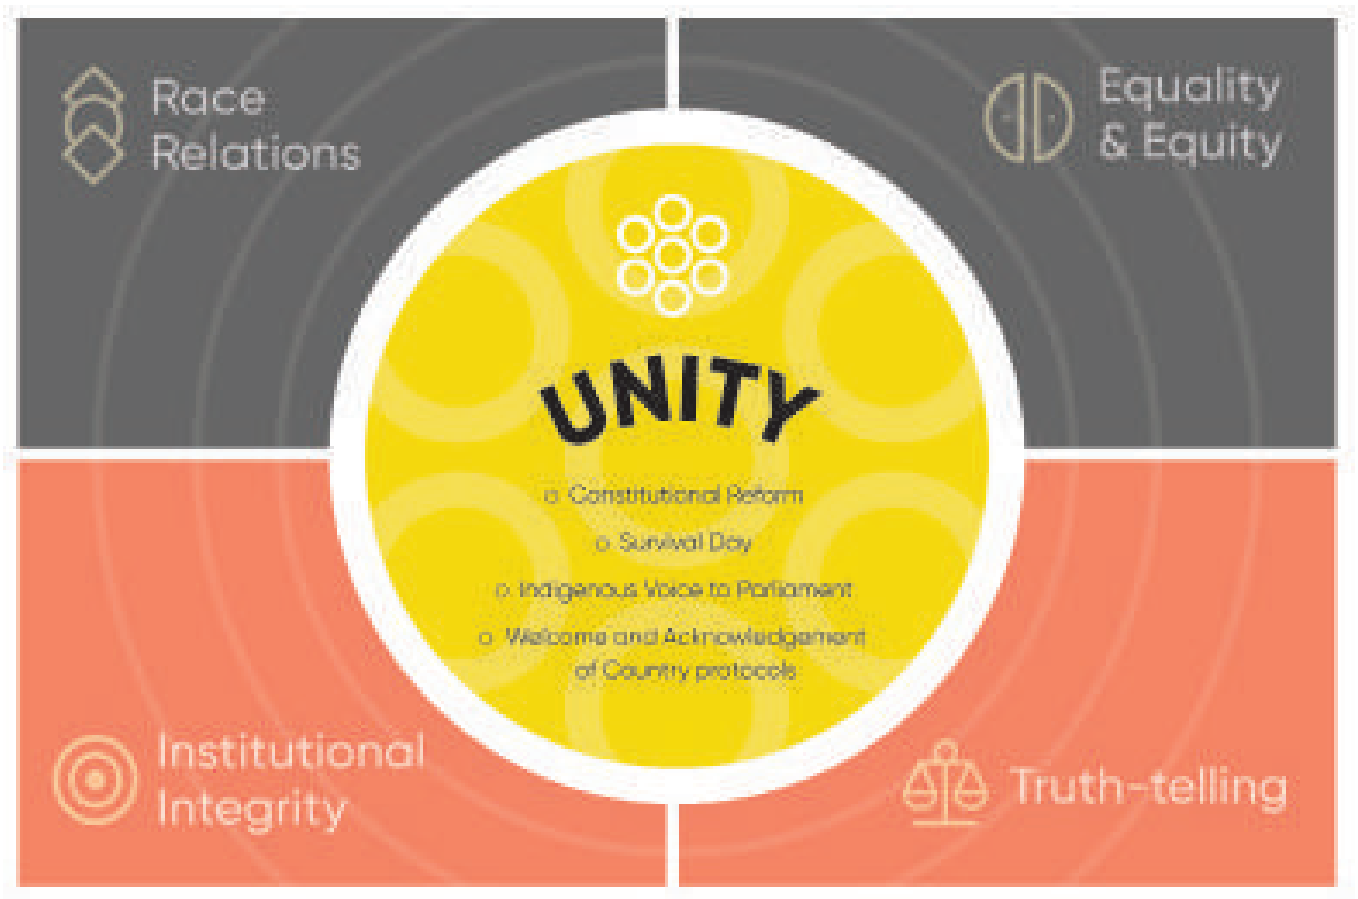 Race
Relations
Equality
& Equity
UNITY
o Constitutional Reform
o Survival Day
o Indigenous Voice to Parliament
o Welcome and Acknowledgement
of Country protocols
Institutional
Integrity
Truth-telling